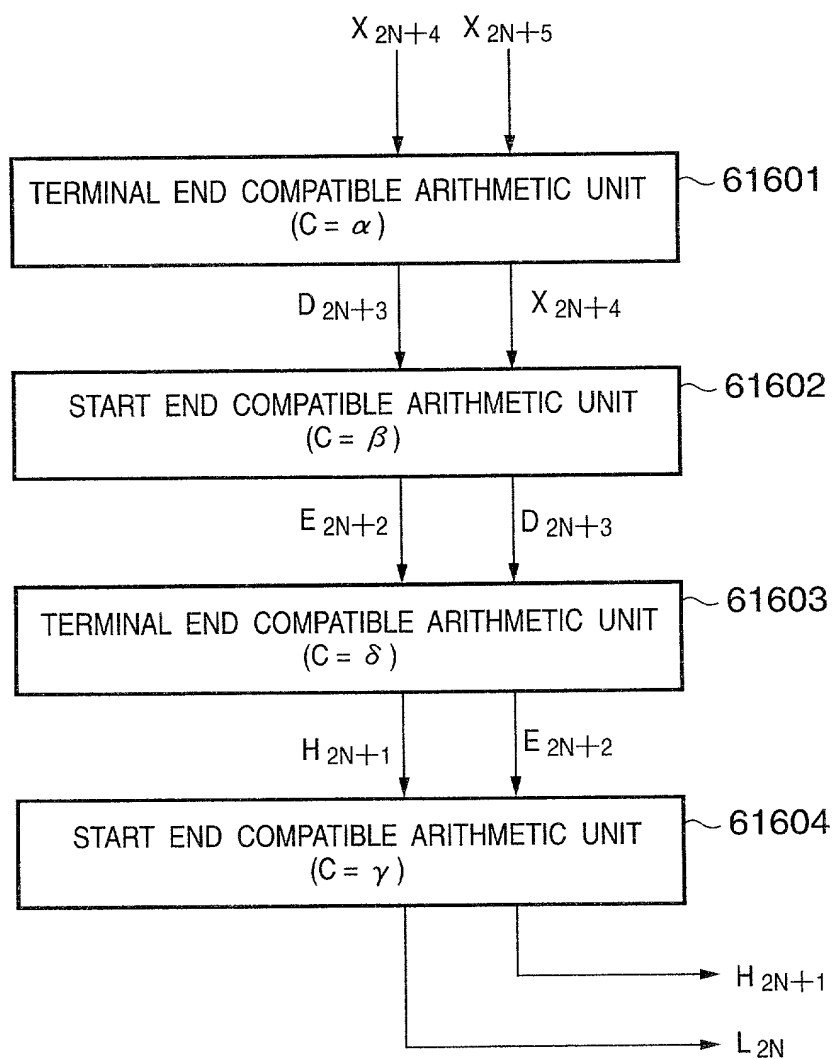 X 2N+4 X 2N+5
TERMINAL END COMPATIBLE ARITHMETIC UNIT
(C = α)
61601
D 2N+3 X 2N+4
START END COMPATIBLE ARITHMETIC UNIT
(C = β)
61602
E 2N+2 D 2N+3
TERMINAL END COMPATIBLE ARITHMETIC UNIT
(C = δ)
61603
H 2N+1 E 2N+2
START END COMPATIBLE ARITHMETIC UNIT
(C = γ)
61604
H 2N+1
L 2N